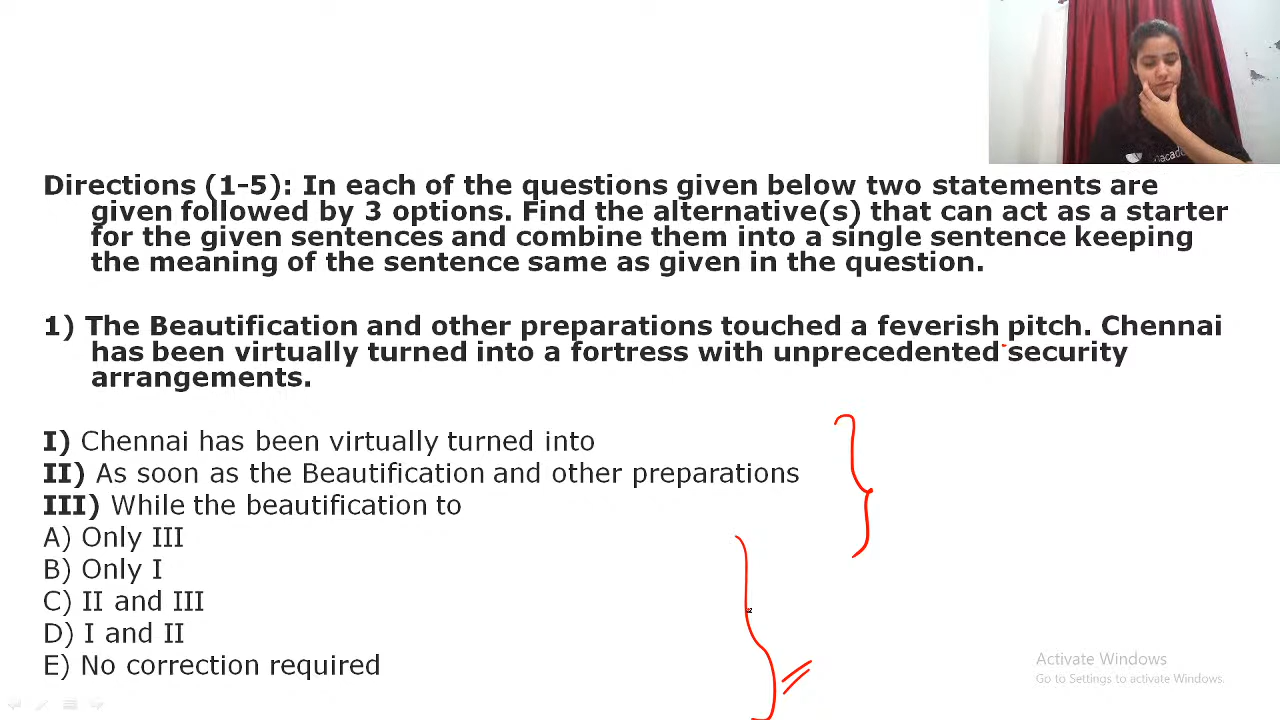 Directions (1-5): In each of the questions given below two statements are
given followed by 3 options. Find the alternative(s) that can act as a starter
for the given sentences and combine them into a single sentence keeping
the meaning of the sentence same as given in the question.
1) The Beautification and other preparations touched a feverish pitch. Chennai
has been virtually turned into a fortress with unprecedented security
arrangements.
I) Chennai has been virtually turned into
II) As soon as the Beautification and other preparations
III) While the beautification to
A) Only III
B) Only I
C) II and III
D) I and II
E) No correction required
Activate Windows
Go to Settings to activate Windows.